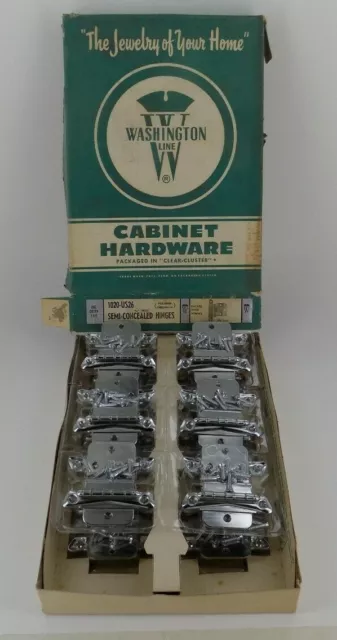 "The Jewelry of Your Home"
WASHINGTON
LINE
W
®
CABINET
HARDWARE
PACKAGED IN "CLEAR-CLUSTER"
1020-US26
SEMI-CONCEALED HINGES